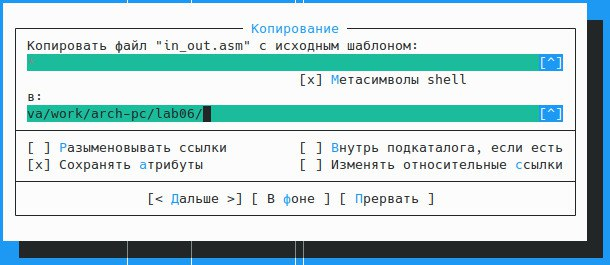 Копирование
Копировать файл "in_out.asm" с исходным шаблоном:
[^]
[x] Метасимволы shell
в:
va/work/arch-pc/lab06/ [^]
[ ] Разыменовывать ссылки [ ] Внутрь подкаталога, если есть
[x] Сохранять атрибуты [ ] Изменять относительные ссылки
[< Дальше >] [ В фоне ] [ Прервать ]